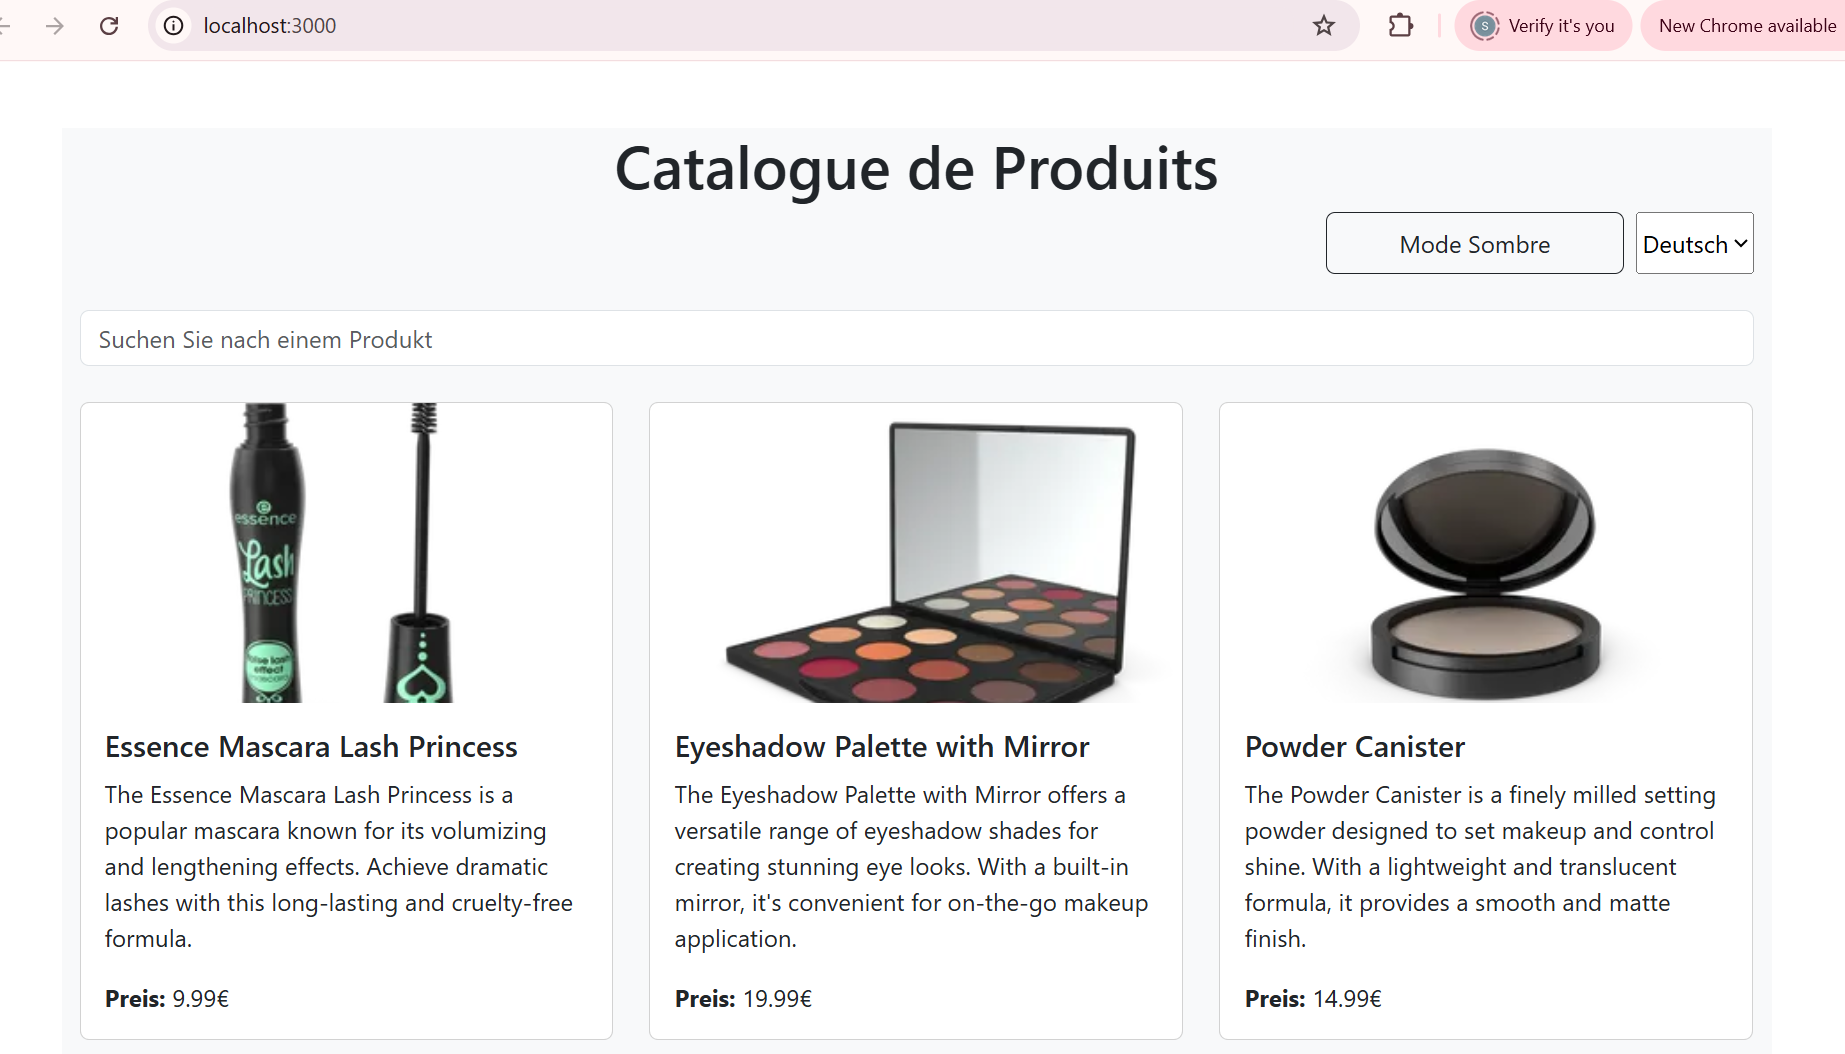 localhost:3000
Verify it's you
New Chrome available
Catalogue de Produits
Mode Sombre
Deutsch
Suchen Sie nach einem Produkt
essence
Lash
PRINCESS
false lash
effect
mascara
Essence Mascara Lash Princess
The Essence Mascara Lash Princess is a
popular mascara known for its volumizing
and lengthening effects. Achieve dramatic
lashes with this long-lasting and cruelty-free
formula.
Preis: 9.99€
Eyeshadow Palette with Mirror
The Eyeshadow Palette with Mirror offers a
versatile range of eyeshadow shades for
creating stunning eye looks. With a built-in
mirror, it's convenient for on-the-go makeup
application.
Preis: 19.99€
Powder Canister
The Powder Canister is a finely milled setting
powder designed to set makeup and control
shine. With a lightweight and translucent
formula, it provides a smooth and matte
finish.
Preis: 14.99€